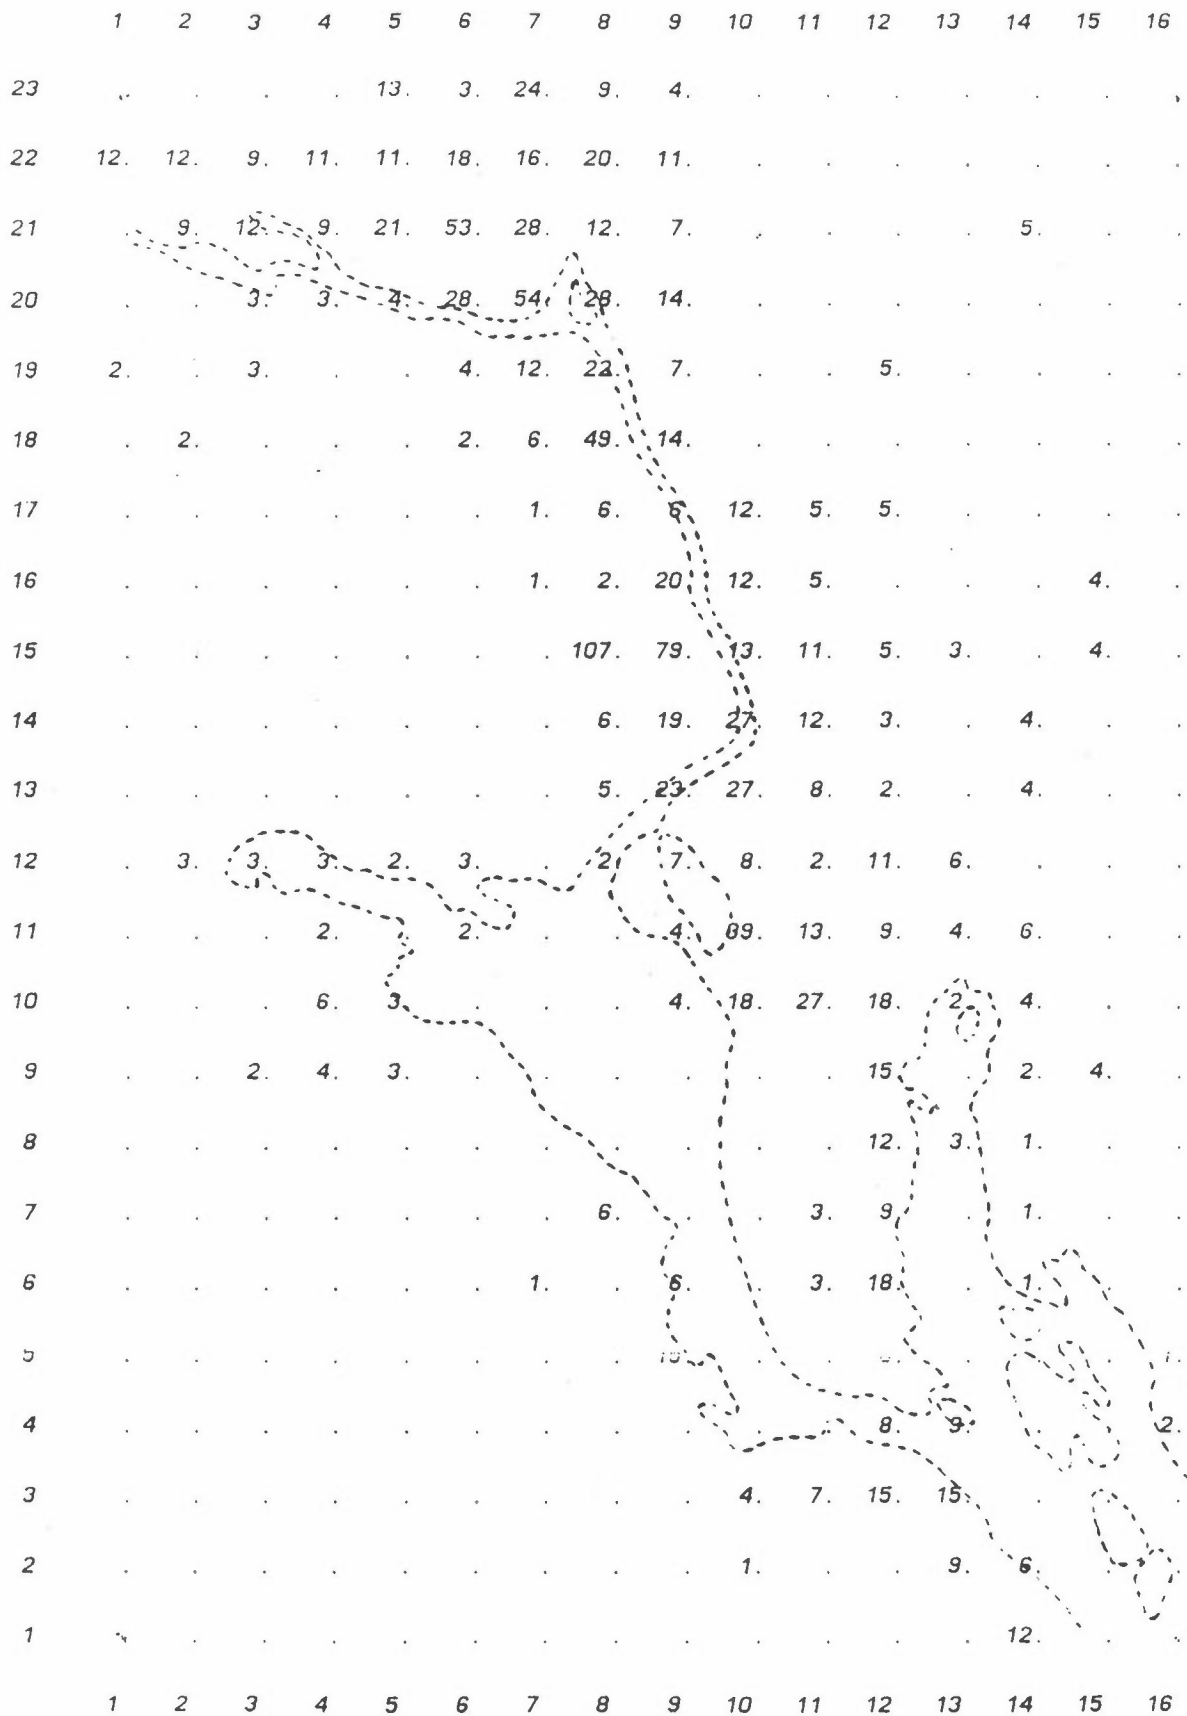 1 2 3 4 5 6 7 8 9 10 11 12 13 14 15 16
23 . . . . 13. 3. 24. 9. 4. . . . . . . .
22 12. 12. 9. 11. 11. 18. 16. 20. 11. . . . . . . .
21 . 9. 12. 9. 21. 53. 28. 12. 7. . . . . 5. . .
20 . . 3. 3. 4. 28. 54. 28. 14. . . . . . . .
19 2. . 3. . . 4. 12. 22. 7. . . 5. . . . .
18 . 2. . . . 2. 6. 49. 14. . . . . . . .
17 . . . . . . 1. 6. 6. 12. 5. 5. . . . .
16 . . . . . . 1. 2. 20. 12. 5. . . . 4. .
15 . . . . . . . 107. 79. 13. 11. 5. 3. . 4. .
14 . . . . . . . 6. 19. 27. 12. 3. . 4. . .
13 . . . . . . . 5. 23. 27. 8. 2. . 4. . .
12 . 3. 3. 3. 2. 3. . 2. 7. 8. 2. 11. 6. . . .
11 . . . 2. . 2. . . 4. 39. 13. 9. 4. 6. . .
10 . . . 6. 3. . . . 4. 18. 27. 18. 2. 4. . .
9 . . 2. 4. 3. . . . . . . 15. . 2. 4. .
8 . . . . . . . . . . . 12. 3. 1. . .
7 . . . . . . . 6. . . 3. 9. . 1. . .
6 . . . . . . 1. . 6. . 3. 18. . 1. . .
5 . . . . . . . . . . . . . .
4 . . . . . . . . . . . 8. 9. . . 2.
3 . . . . . . . . . 4. 7. 15. 15. . . .
2 . . . . . . . . . 1. . . 9. 6. . .
1 . . . . . . . . . . . . . 12. . .
1 2 3 4 5 6 7 8 9 10 11 12 13 14 15 16